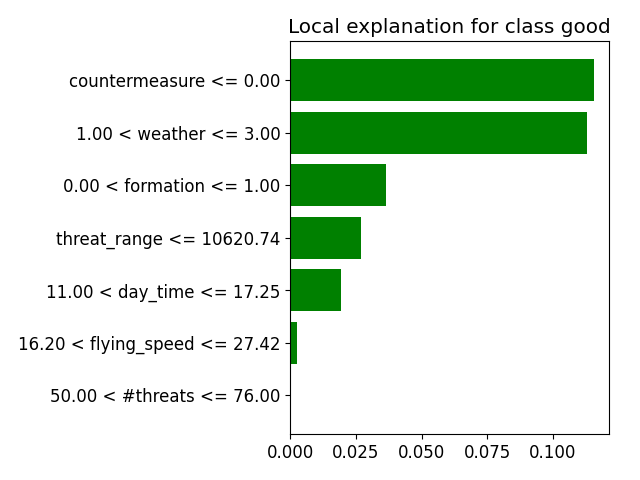 Local explanation for class good
countermeasure <= 0.00
1.00 < weather <= 3.00
0.00 < formation <= 1.00
threat_range <= 10620.74
11.00 < day_time <= 17.25
16.20 < flying_speed <= 27.42
50.00 < #threats <= 76.00
0.000 0.025 0.050 0.075 0.100